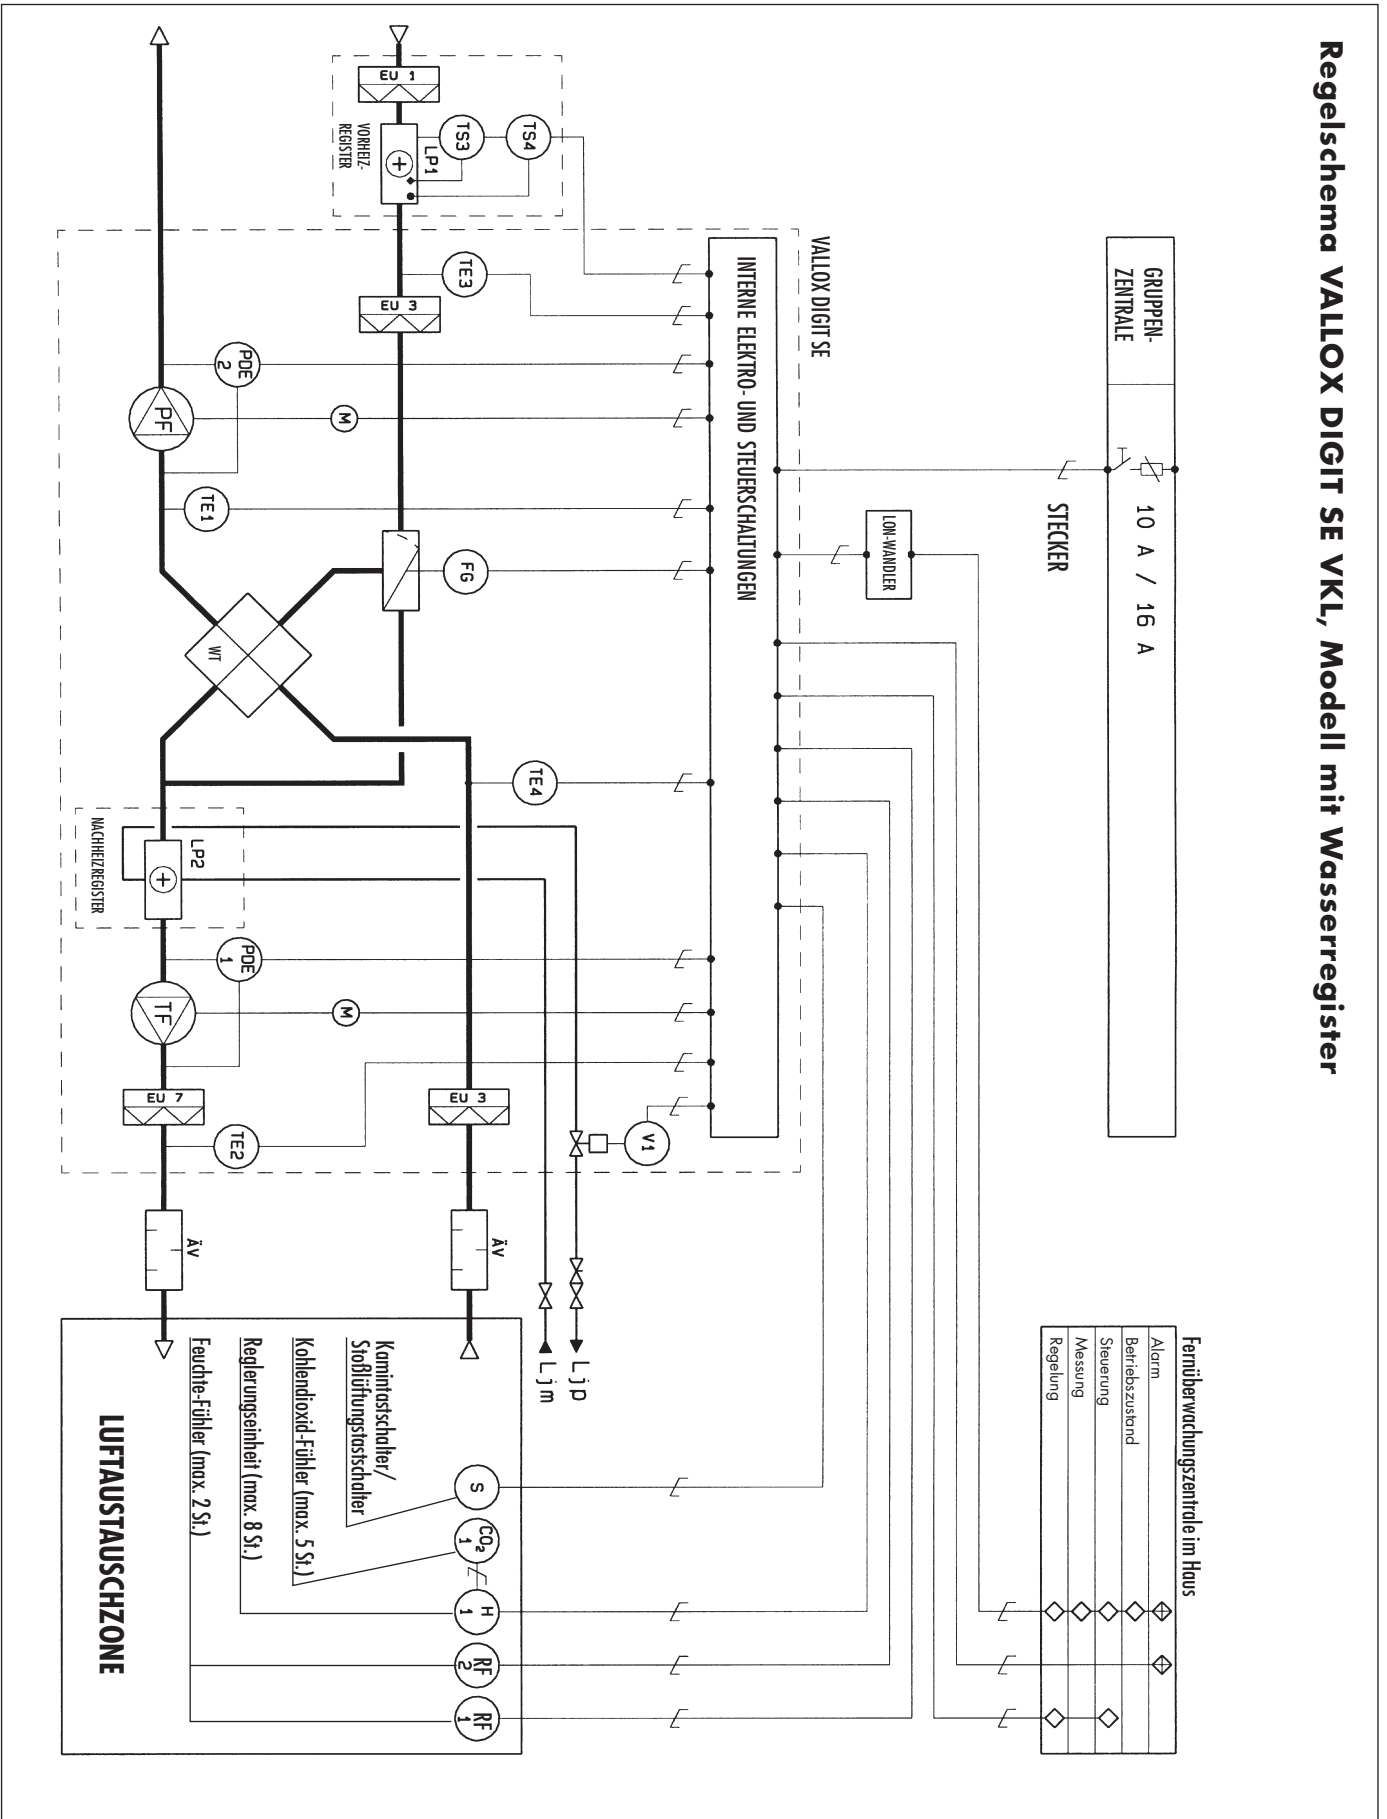 Regelschema VALLOX DIGIT SE VKL, Modell mit Wasserregister
GRUPPEN-
ZENTRALE
10 A / 16 A
STECKER
LON-WANDLER
Fernüberwachungszentrale im Haus
Alarm
Betriebszustand
Steuerung
Messung
Regelung
VALLOX DIGIT SE
INTERNE ELEKTRO- UND STEUERSCHALTUNGEN
EU 1
TS3
TS4
LP1
VORHEIZ-
REGISTER
TE3
EU 3
PDE
2
PF
M
TE1
FG
WT
TE4
LP2
NACHHEIZREGISTER
PDE
1
TF
M
EU 7
EU 3
TE2
V1
ÄV
ÄV
Ljp
Ljm
S
CO2
1
H
1
RF
2
RF
1
Kamintastschalter/
Stoßlüftungstastschalter
Kohlendioxid-Fühler (max. 5 St.)
Reglerungseinheit (max. 8 St.)
Feuchte-Fühler (max. 2 St.)
LUFTAUSTAUSCHZONE